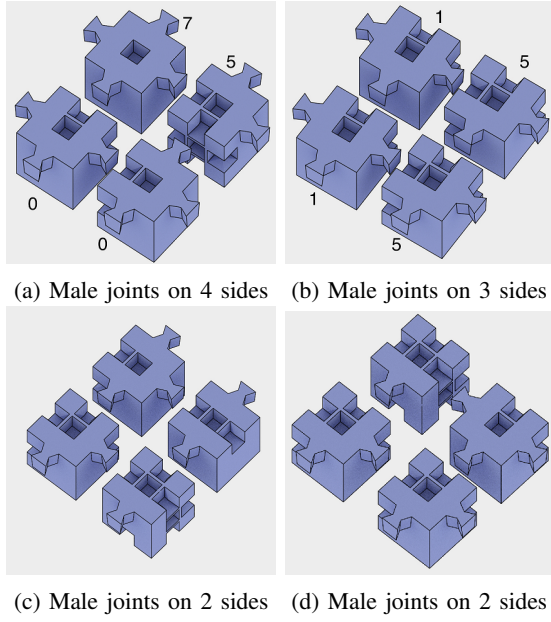 7
5
0
0
1
5
1
5
(a) Male joints on 4 sides
(b) Male joints on 3 sides
(c) Male joints on 2 sides
(d) Male joints on 2 sides